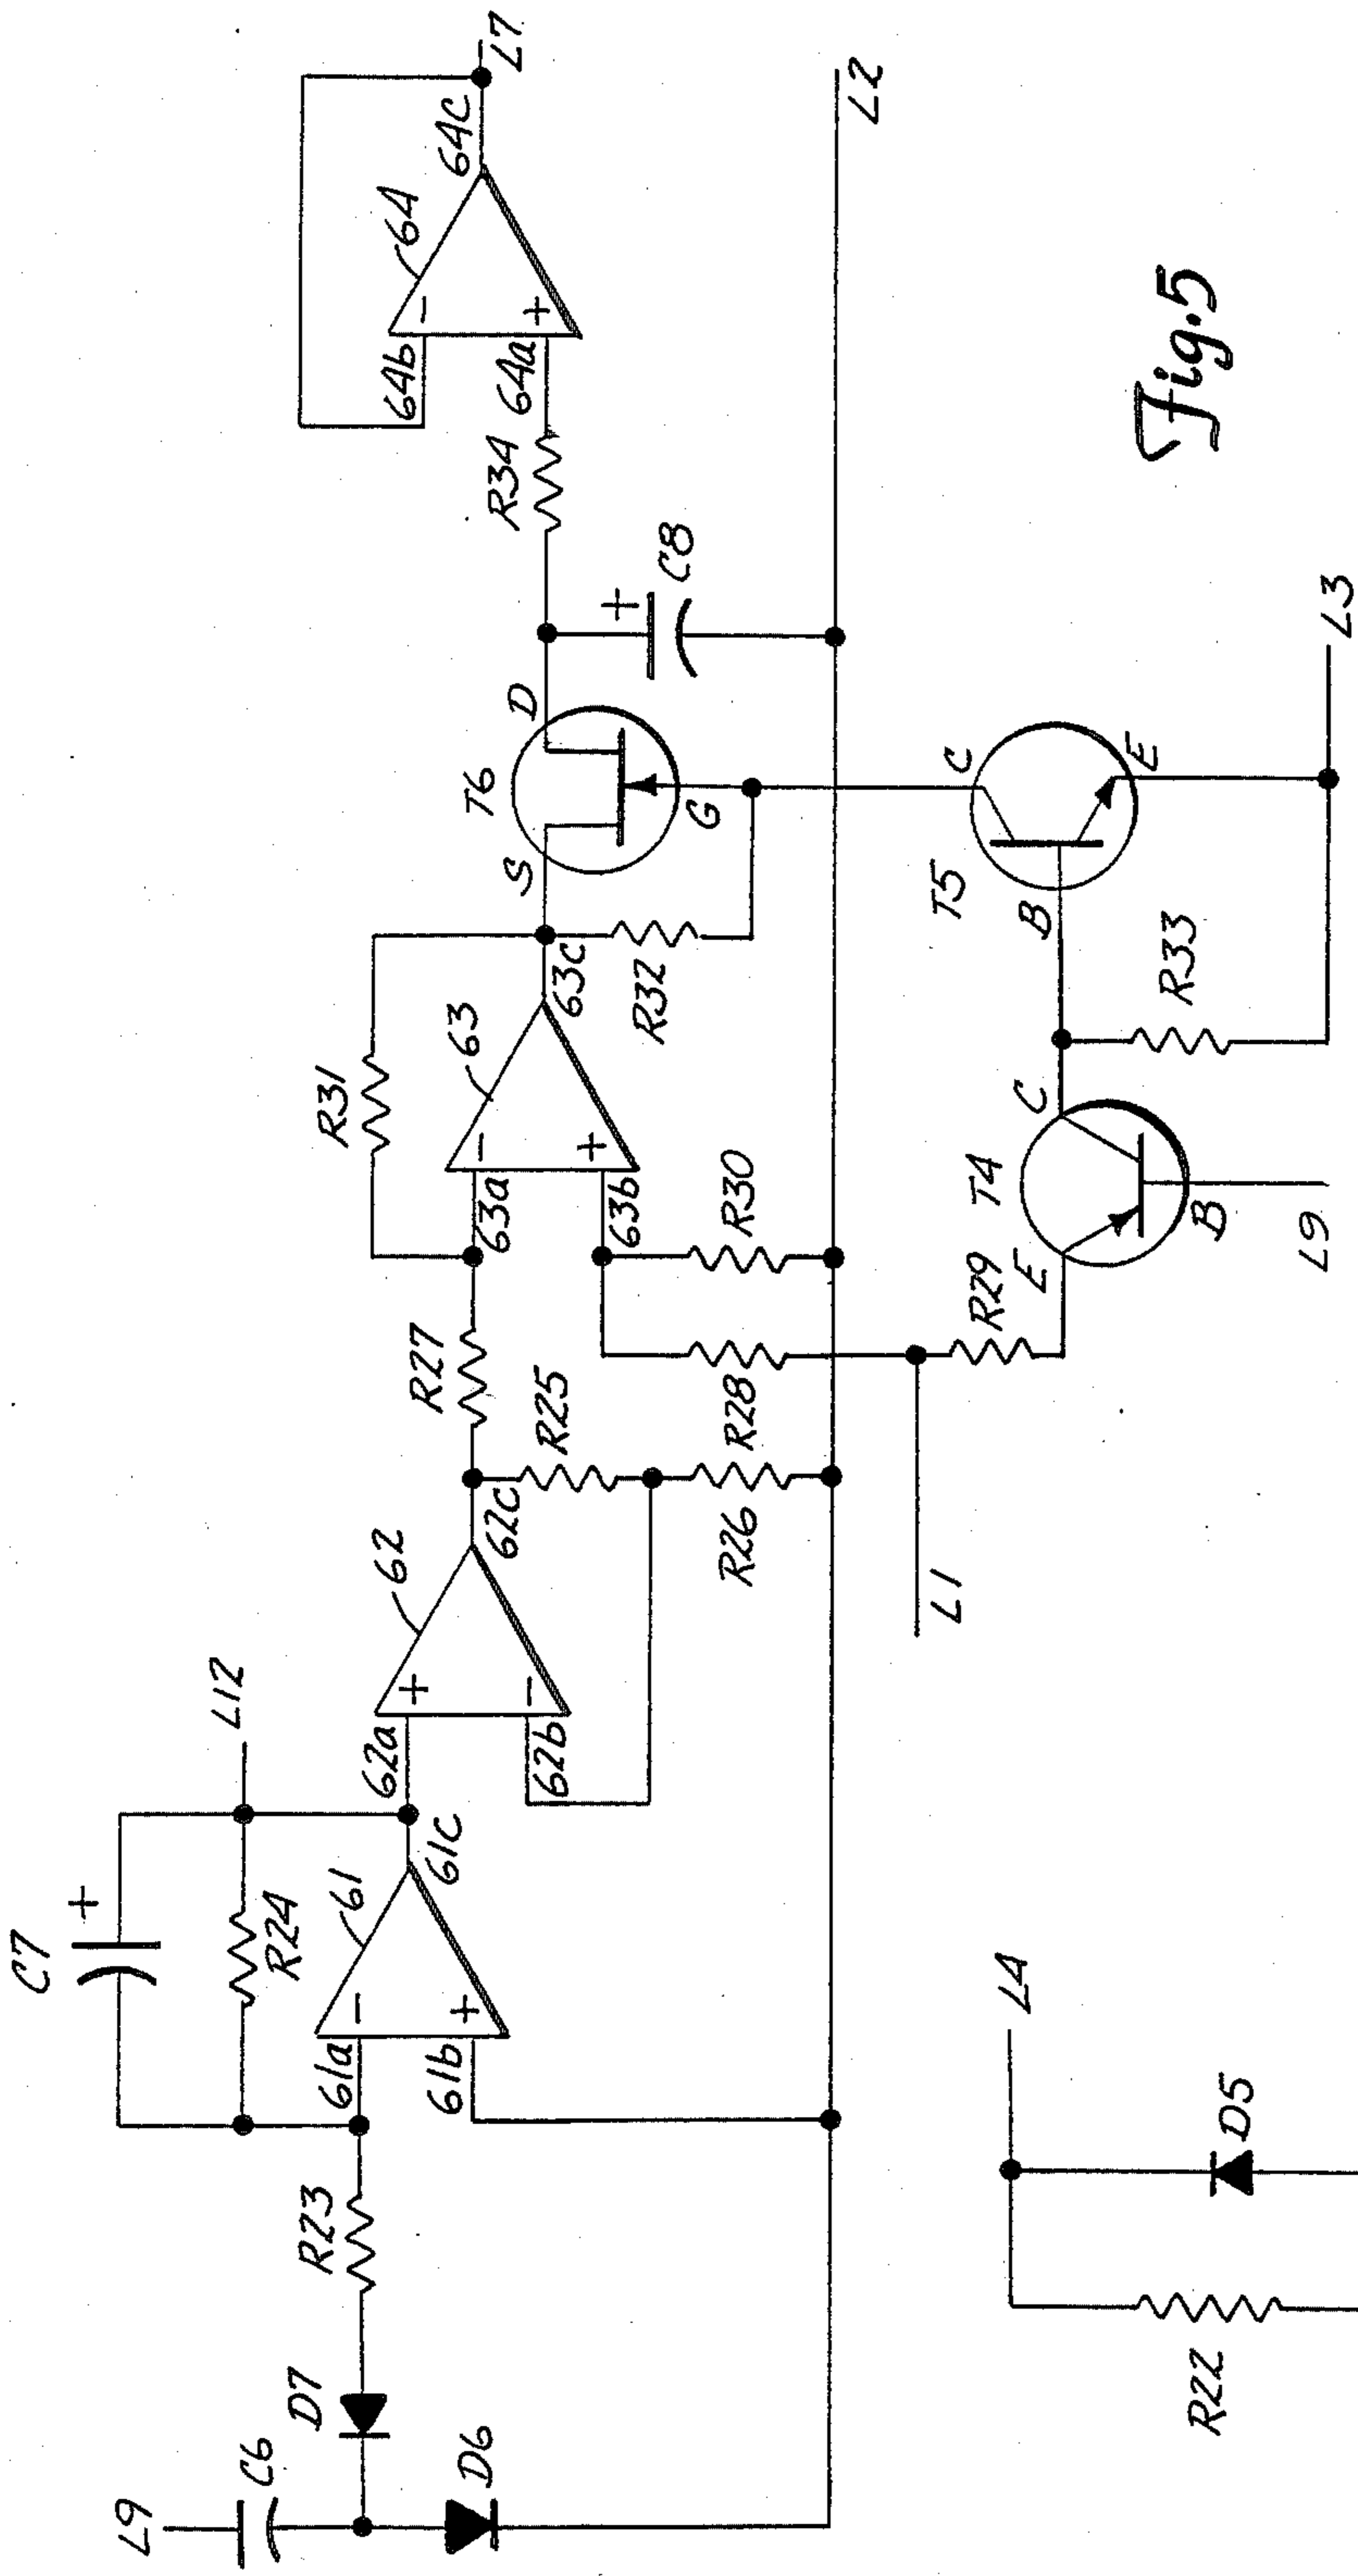 L9
C6
D7
D6
R23
C7
+
R24
L12
61a
61b
−
+
61
61C
62a
62b
+
−
62
62C
R25
R26
R27
R31
63a
63b
−
+
63
63C
R28
R30
R32
L1
R29
E
T4
C
B
L9
R33
T5
B
C
E
L3
T6
S
D
G
+
C8
R34
64b
64a
−
+
64
64C
L7
L2
R22
D5
L4
Fig.5